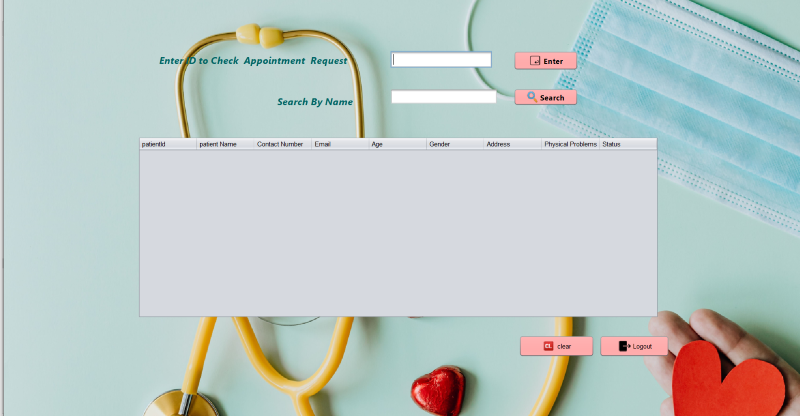 Enter ID to Check Appointment Request
Enter
Search By Name
Search
patientId patient Name Contact Number Email Age Gender Address Physical Problems Status
CL clear
Logout